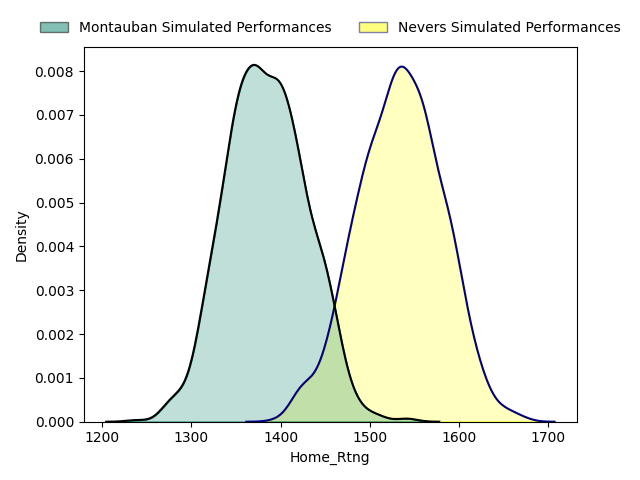 Montauban Simulated Performances
Nevers Simulated Performances
0.008
0.007
0.006
0.005
0.004
0.003
0.002
0.001
0.000
Density
1200 1300 1400 1500 1600 1700
Home_Rtng